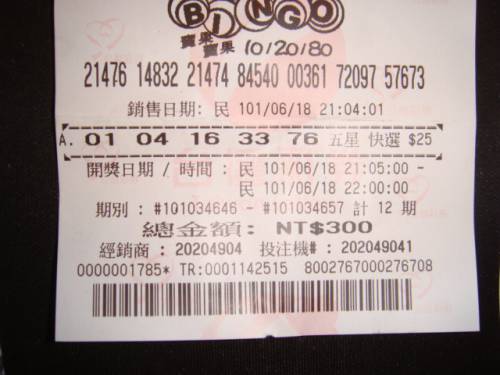 BINGO
賓果
賓果 10/20/80
21476 14832 21474 84540 00361 72097 57673
銷售日期: 民 101/06/18 21:04:01
A. 01 04 16 33 76 五星 快選 $25
開獎日期 / 時間 : 民 101/06/18 21:05:00 -
民 101/06/18 22:00:00
期別 : #101034646 - #101034657 計 12 期
總金額: NT$300
經銷商 : 20204904 投注機# : 202049041
0000001785* TR:0001142515 8002767000276708